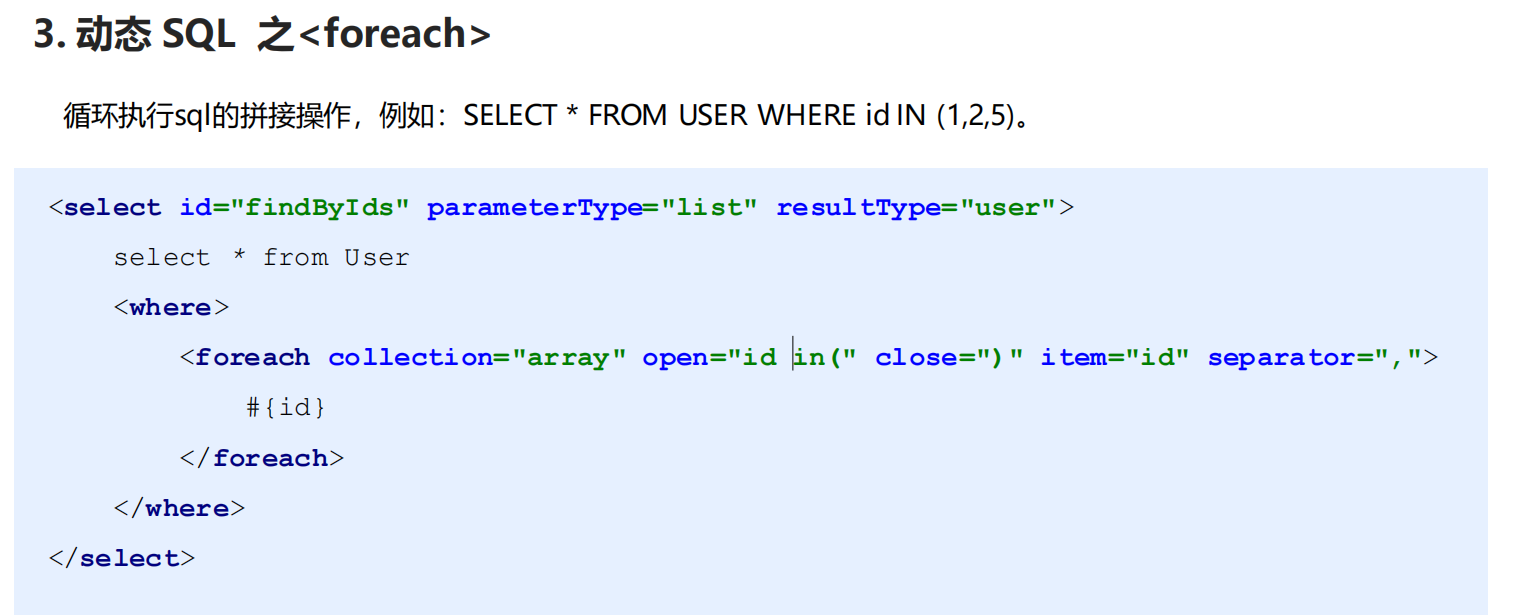 3. 动态 SQL 之<foreach>
循环执行sql的拼接操作，例如：SELECT * FROM USER WHERE id IN (1,2,5)。
<select id="findByIds" parameterType="list" resultType="user">
select * from User
<where>
<foreach collection="array" open="id in(" close=")" item="id" separator=",">
#{id}
</foreach>
</where>
</select>